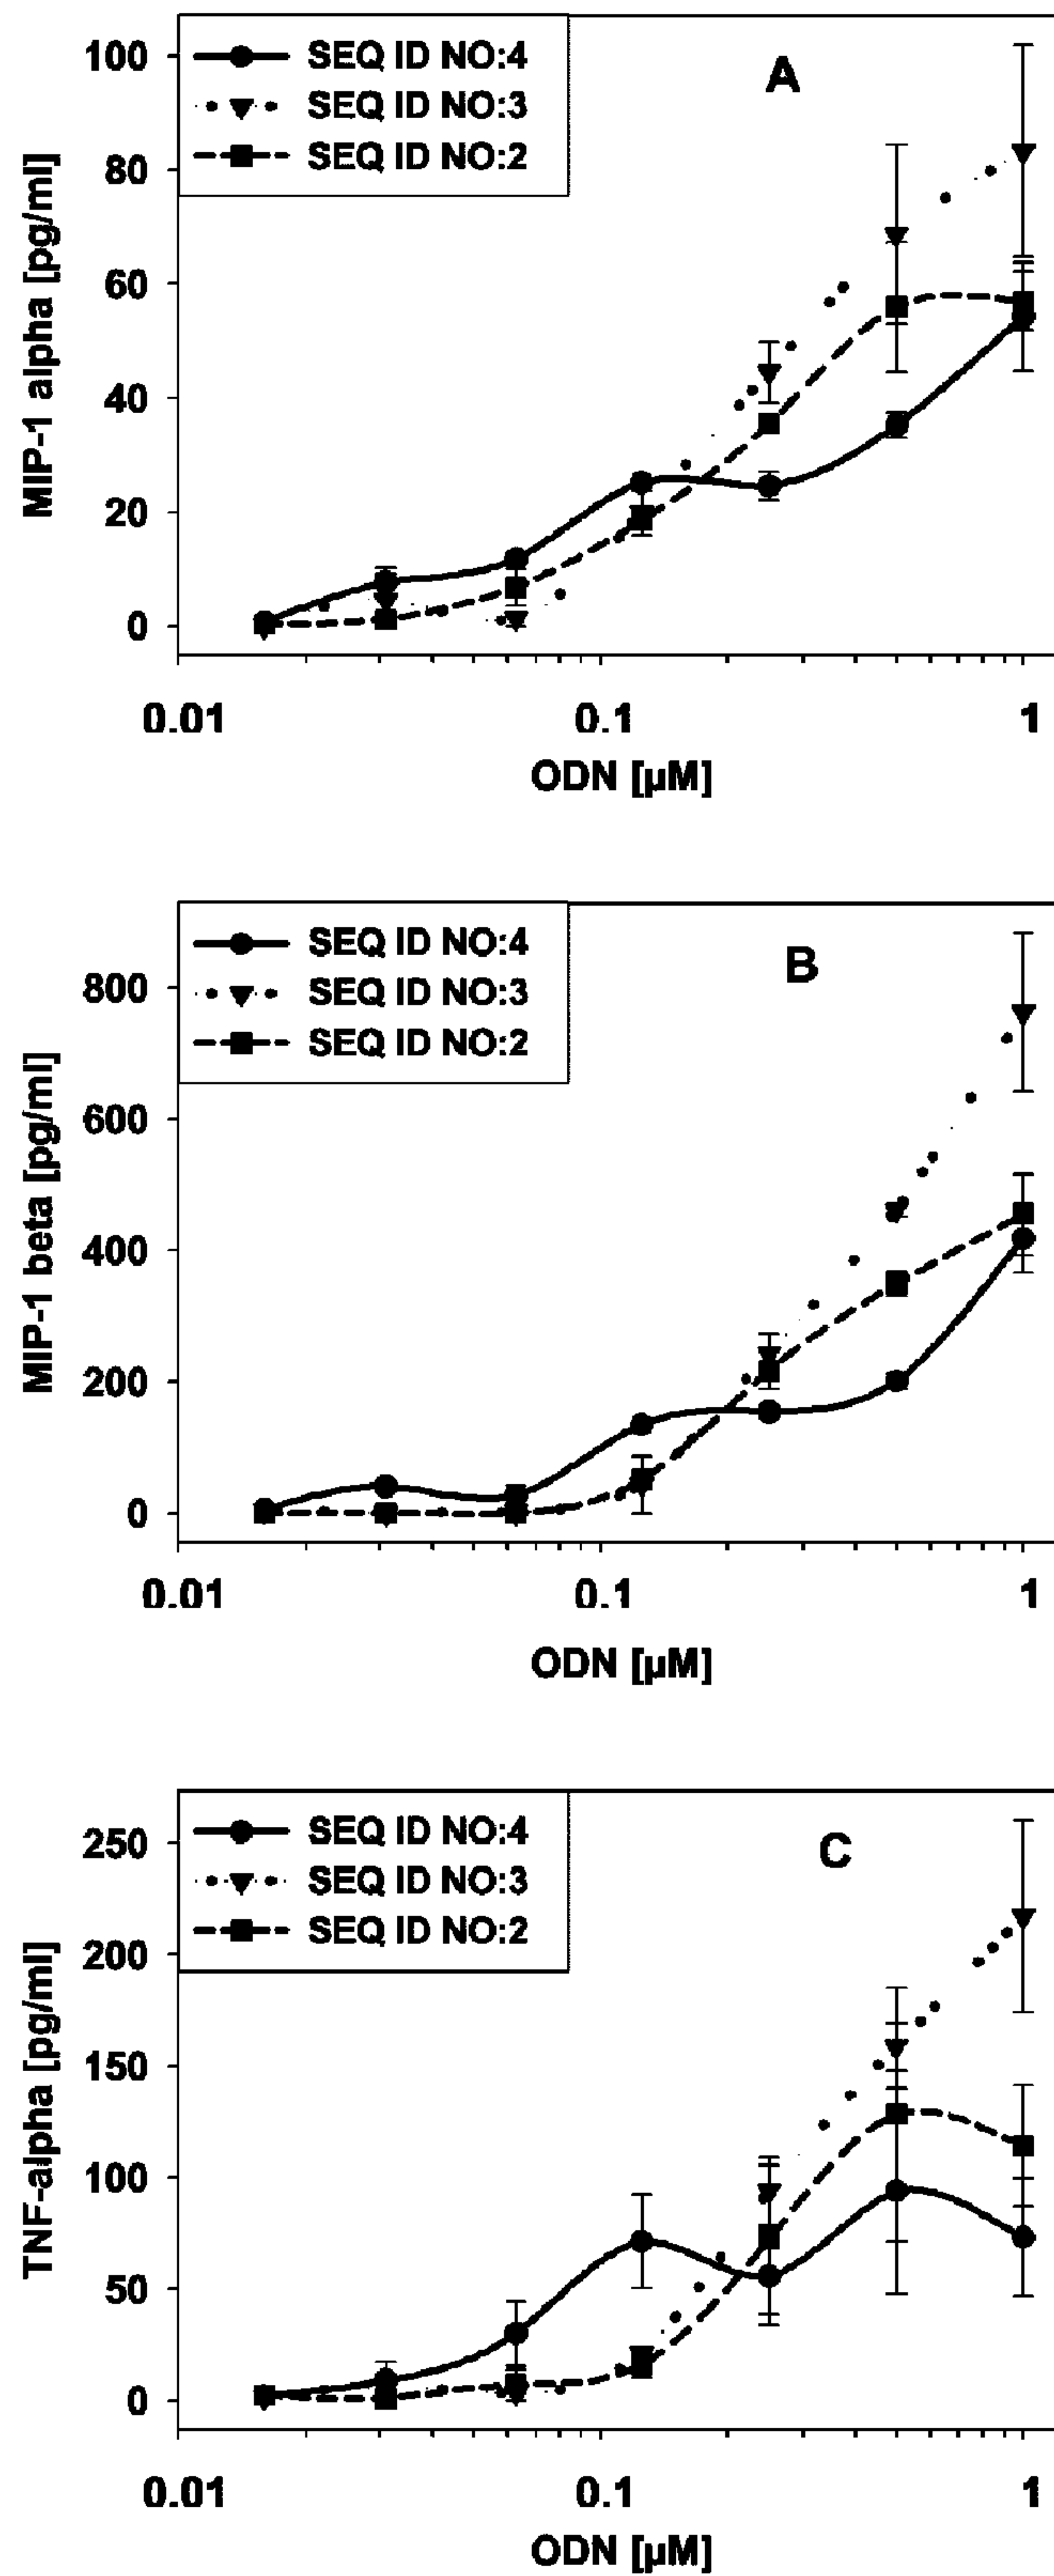 A
SEQ ID NO:4
SEQ ID NO:3
SEQ ID NO:2
MIP-1 alpha [pg/ml]
100
80
60
40
20
0
0.01 0.1 1
ODN [µM]
B
SEQ ID NO:4
SEQ ID NO:3
SEQ ID NO:2
MIP-1 beta [pg/ml]
800
600
400
200
0
0.01 0.1 1
ODN [µM]
C
SEQ ID NO:4
SEQ ID NO:3
SEQ ID NO:2
TNF-alpha [pg/ml]
250
200
150
100
50
0
0.01 0.1 1
ODN [µM]